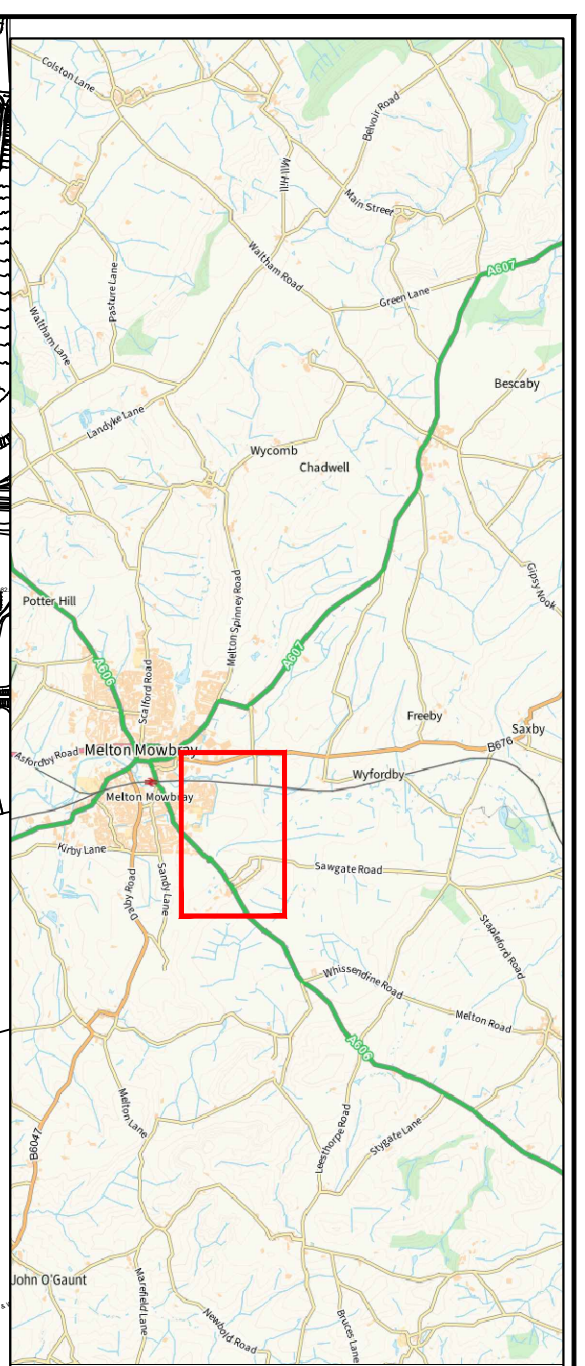 Colston Lane
Belvoir Road
Mill Hill
Main Street
Waltham Road
A607
Pasture Lane
Green Lane
Waltham Lane
Bescaby
Landyke Lane
Wycomb
Chadwell
Gipsy Nook
Potter Hill
Melton Spinney Road
A607
A606
Scalford Road
Freeby
Saxby
B676
Asfordby Road
Melton Mowbray
Wyfordby
Melton Mowbray
Kirby Lane
Sawgate Road
Dalby Road
Sandy Lane
Stapleford Road
Whissendine Road
Melton Road
A606
Melton Lane
Leesthorpe Road
Stygate Lane
B6047
John O'Gaunt
Marefield Lane
Newbold Road
Bruces Lane